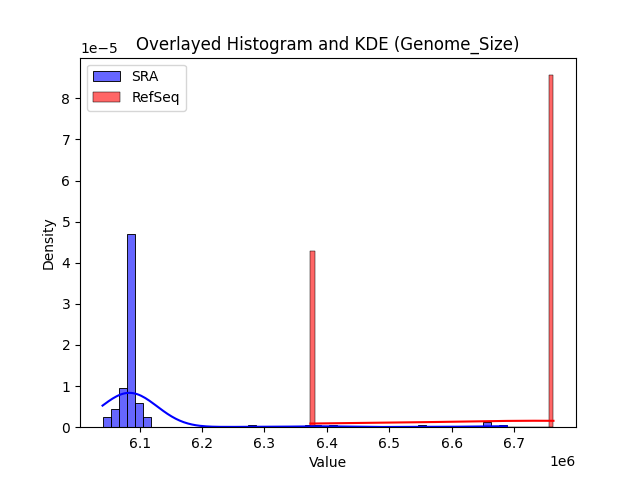 Overlayed Histogram and KDE (Genome_Size)
1e−5
SRA
RefSeq
8
7
6
5
4
3
2
1
0
Density
6.1 6.2 6.3 6.4 6.5 6.6 6.7
Value
1e6